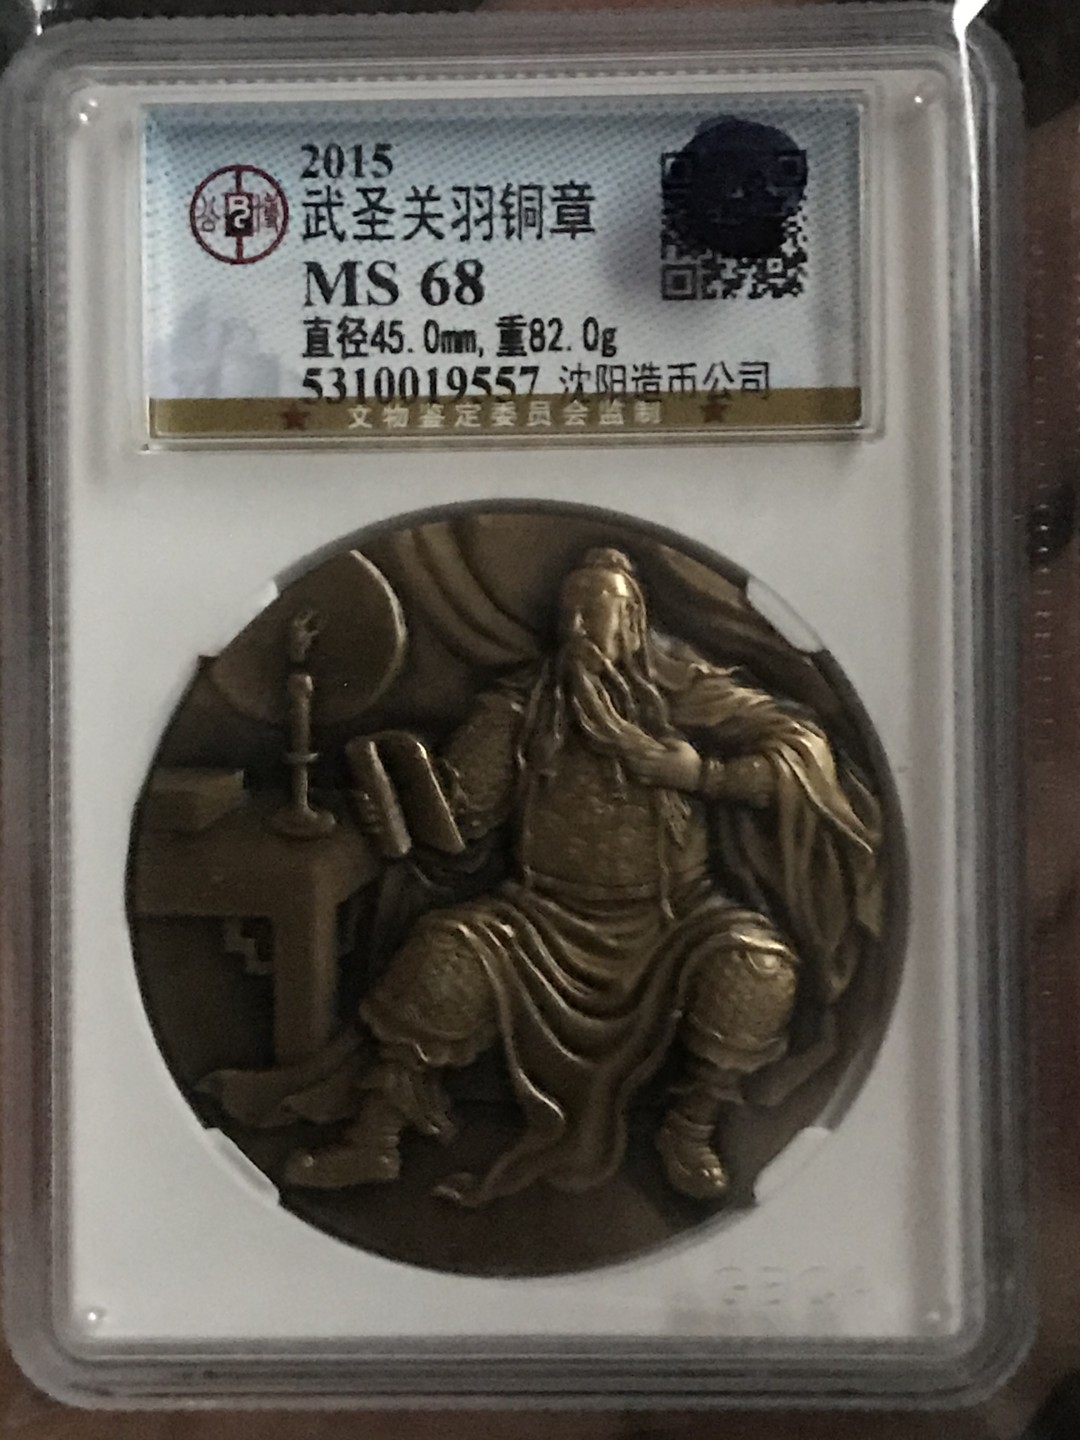 2015
武圣关羽铜章
MS 68
直径45.0mm,重82.0g
5310019557 沈阳造币公司
文物鉴定委员会监制